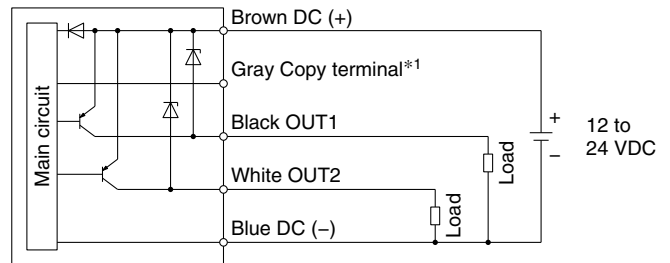 Brown DC (+)
Gray Copy terminal*1
Main circuit
Black OUT1
+
12 to
−
24 VDC
Load
White OUT2
Load
Blue DC (−)